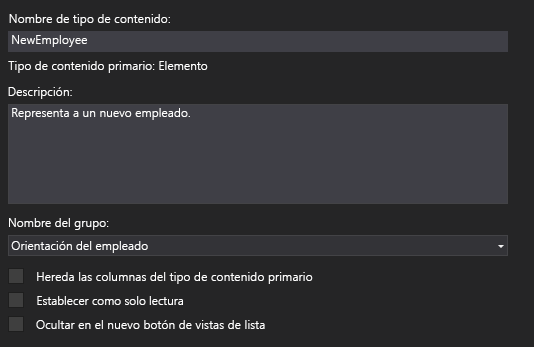 Nombre de tipo de contenido:
NewEmployee
Tipo de contenido primario: Elemento
Descripción:
Representa a un nuevo empleado.
Nombre del grupo:
Orientación del empleado
Hereda las columnas del tipo de contenido primario
Establecer como solo lectura
Ocultar en el nuevo botón de vistas de lista